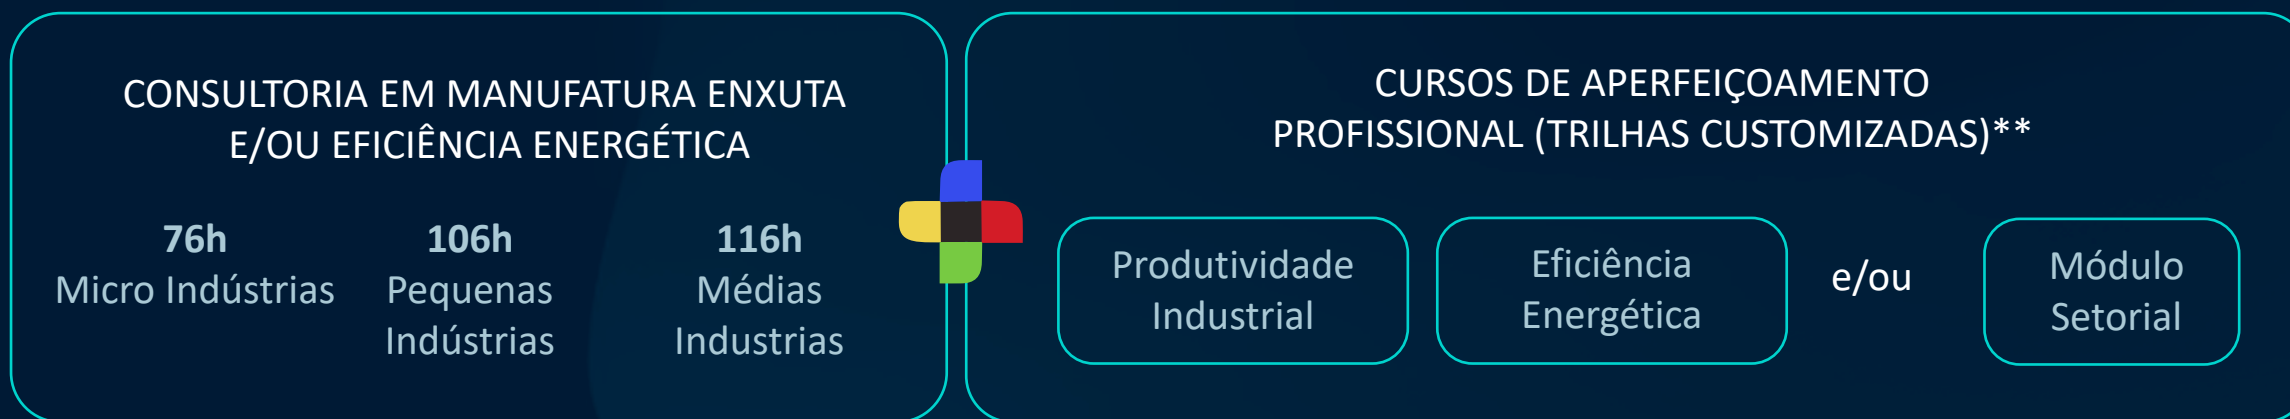 CONSULTORIA EM MANUFATURA ENXUTA
E/OU EFICIÊNCIA ENERGÉTICA
76h
Micro Indústrias
106h
Pequenas
Indústrias
116h
Médias
Industrias
CURSOS DE APERFEIÇOAMENTO
PROFISSIONAL (TRILHAS CUSTOMIZADAS)**
Produtividade
Industrial
Eficiência
Energética
e/ou
Módulo
Setorial